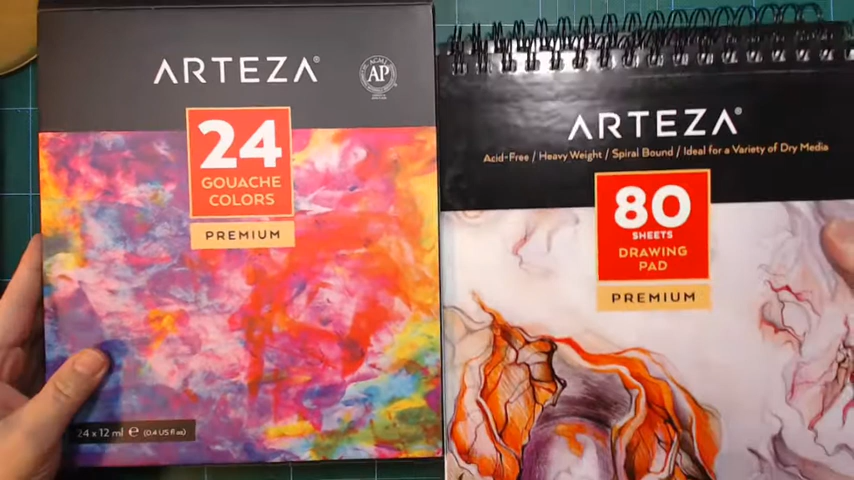 ARTEZA®
AP
24
GOUACHE
COLORS
PREMIUM
24 x 12 ml ℮ (0.4 US fl oz)
ARTEZA®
Acid-Free / Heavy Weight / Spiral Bound / Ideal for Variety of Dry Media
80
SHEETS
DRAWING
PAD
PREMIUM